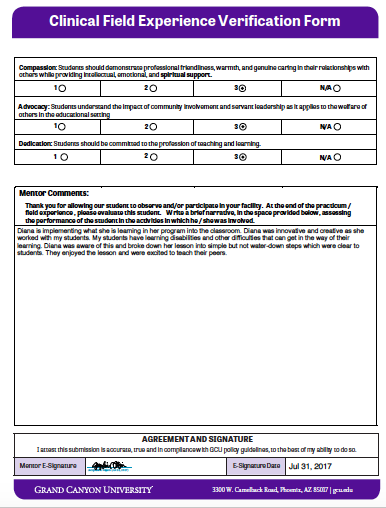 Clinical Field Experience Verification Form
Compassion: Students should demonstrate professional friendliness, warmth, and genuine caring in their relationships with
others while providing intellectual, emotional, and spiritual support.
1 2 3 N/A
Advocacy: Students understand the impact of community involvement and servant leadership as it applies to the welfare of
others in the educational setting
1 2 3 N/A
Dedication: Students should be committed to the profession of teaching and learning.
1 2 3 N/A
Mentor Comments:
Thank you for allowing our student to observe and/or participate in your facility. At the end of the practicum /
field experience, please evaluate this student. Write a brief narrative, in the space provided below, assessing
the performance of the student in the activities in which he / she was involved.
Diana is implementing what she is learning in her program into the classroom. Diana was innovative and creative as she
worked with my students. My students have learning disabilities and other difficulties that can get in the way of their
learning. Diana was aware of this and broke down her lesson into simple but not water-down steps which were clear to
students. They enjoyed the lesson and were excited to teach their peers.
AGREEMENT AND SIGNATURE
I attest this submission is accurate, true and in compliance with GCU policy guidelines, to the best of my ability to do so.
Mentor E-Signature
E-Signature Date Jul 31, 2017
GRAND CANYON UNIVERSITY
3300 W. Camelback Road, Phoenix, AZ 85017 | gcu.edu